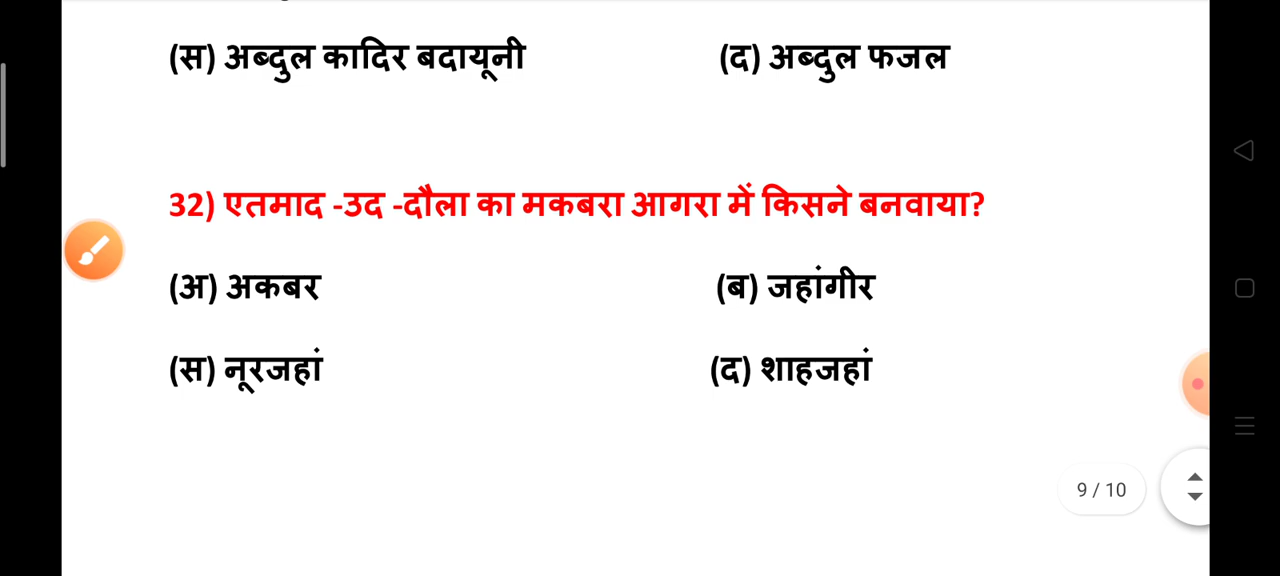 (स) अब्दुल कादिर बदायूनी (द) अब्दुल फजल
32) एतमाद -उद -दौला का मकबरा आगरा में किसने बनवाया?
(अ) अकबर (ब) जहांगीर
(स) नूरजहां (द) शाहजहां
9 / 10